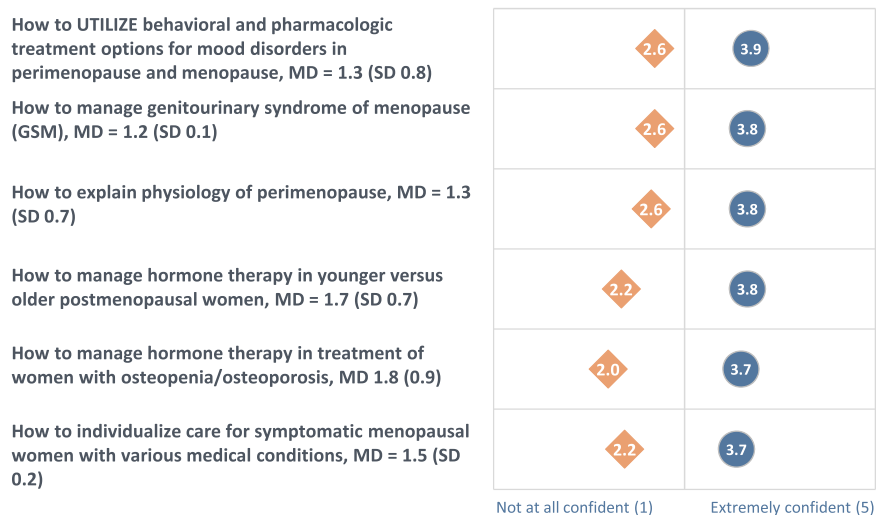 How to UTILIZE behavioral and pharmacologic
treatment options for mood disorders in
perimenopause and menopause, MD = 1.3 (SD 0.8)
2.6
3.9
How to manage genitourinary syndrome of menopause
(GSM), MD = 1.2 (SD 0.1)
2.6
3.8
How to explain physiology of perimenopause, MD = 1.3
(SD 0.7)
2.6
3.8
How to manage hormone therapy in younger versus
older postmenopausal women, MD = 1.7 (SD 0.7)
2.2
3.8
How to manage hormone therapy in treatment of
women with osteopenia/osteoporosis, MD 1.8 (0.9)
2.0
3.7
How to individualize care for symptomatic menopausal
women with various medical conditions, MD = 1.5 (SD
0.2)
2.2
3.7
Not at all confident (1)
Extremely confident (5)